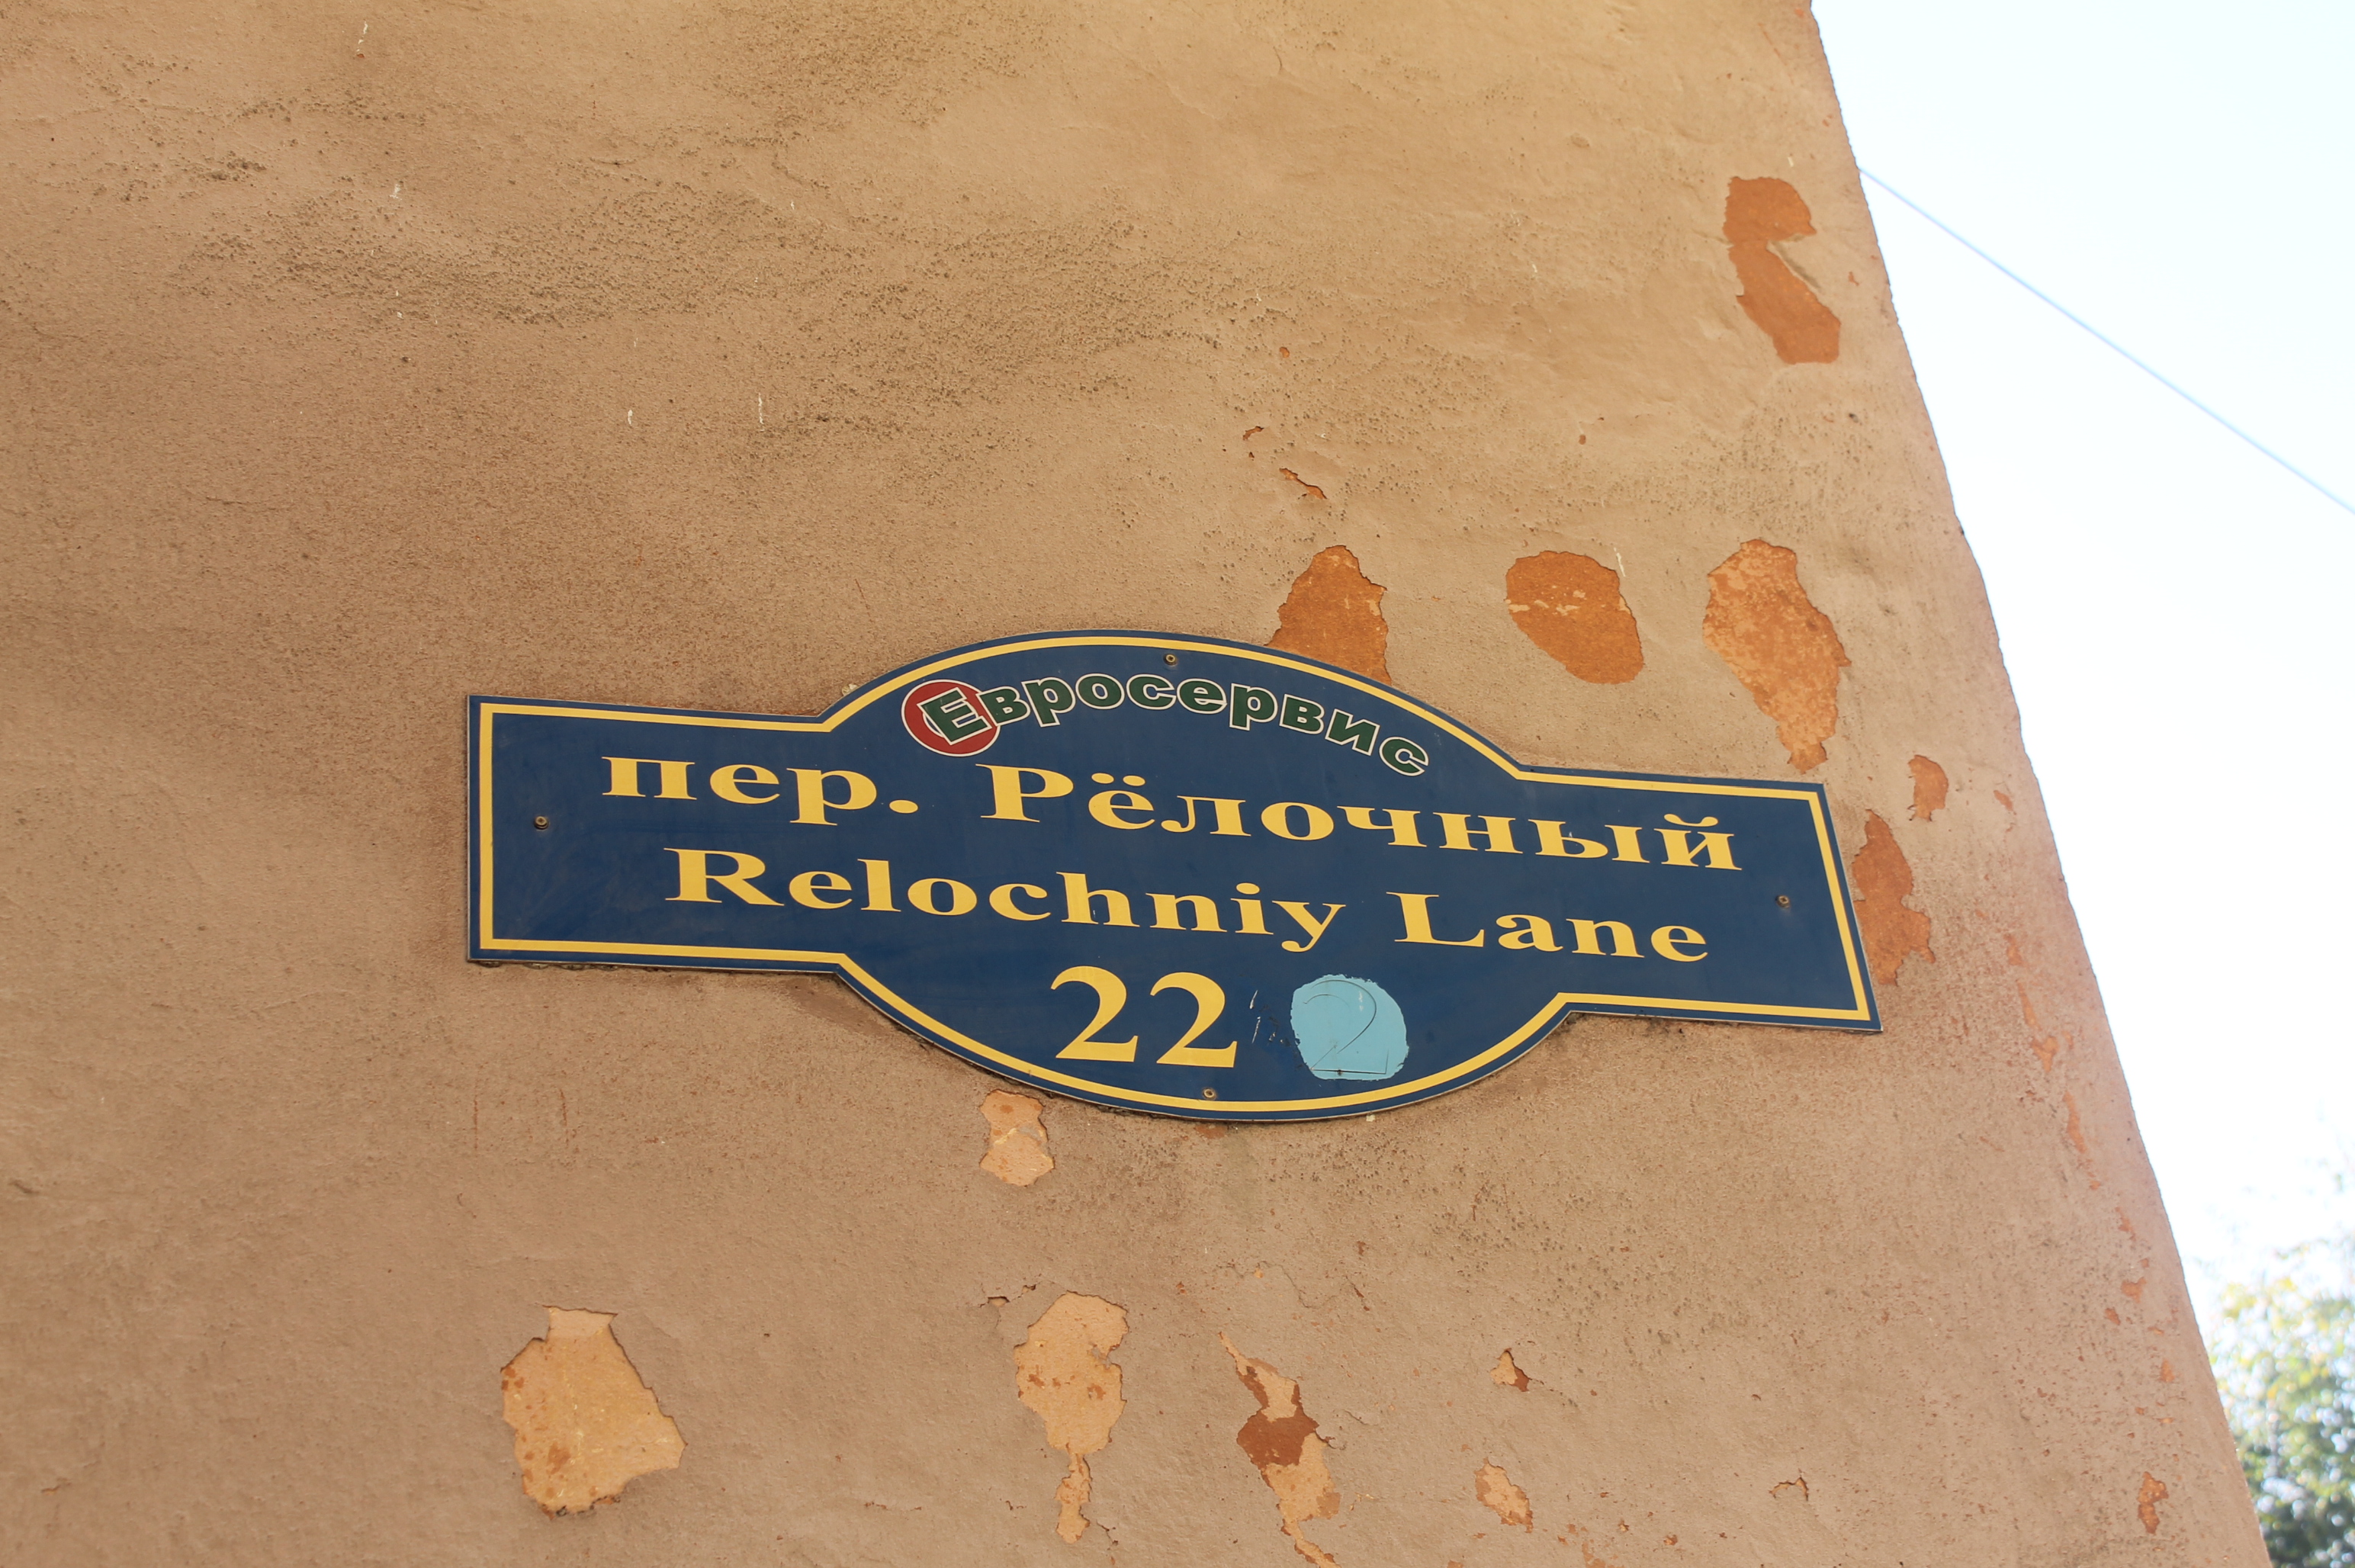 Евросервис
пер. Рёлочный
Relochniy Lane
22 2